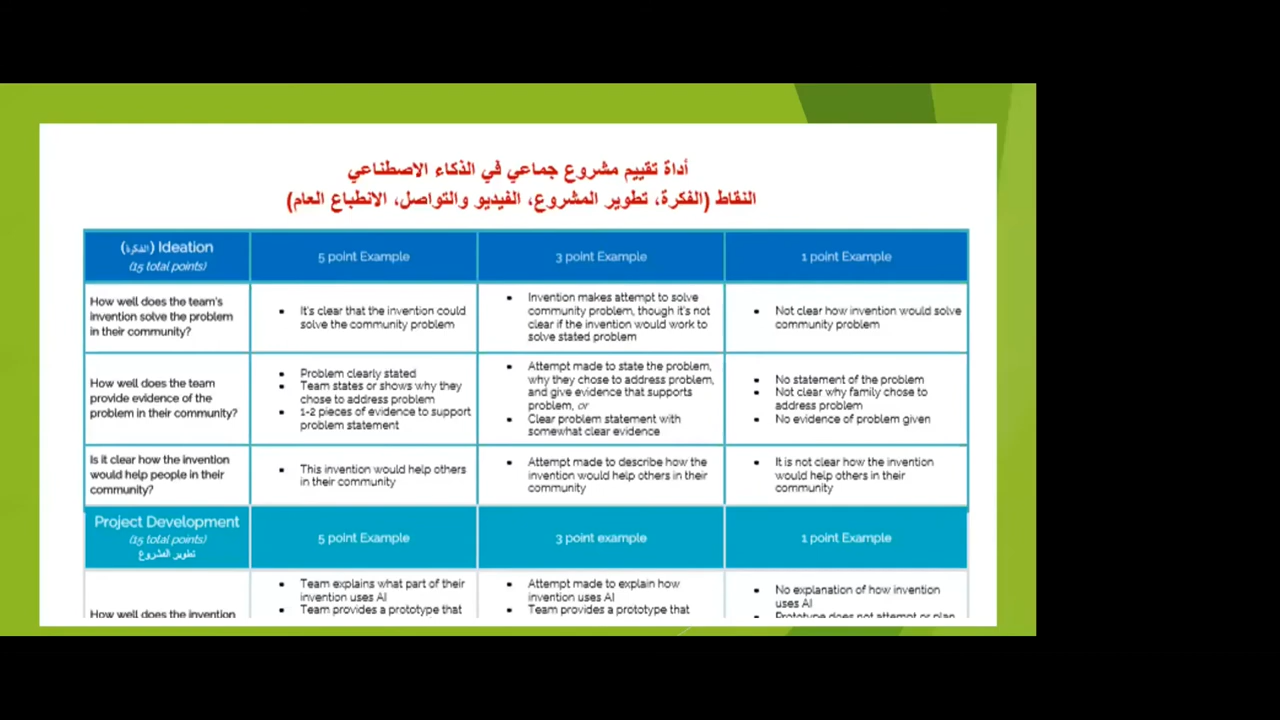 أداة تقييم مشروع جماعي في الذكاء الاصطناعي
النقاط (الفكرة، تطوير المشروع، الفيديو والتواصل، الانطباع العام)
Ideation (الفكرة)
(15 total points)
5 point Example
3 point Example
1 point Example
How well does the team's
invention solve the problem
in their community?
• It's clear that the invention could
solve the community problem
• Invention makes attempt to solve
community problem, though it's not
clear if the invention would work to
solve stated problem
• Not clear how invention would solve
community problem
How well does the team
provide evidence of the
problem in their community?
• Problem clearly stated
• Team states or shows why they
chose to address problem
• 1-2 pieces of evidence to support
problem statement
• Attempt made to state the problem,
why they chose to address problem,
and give evidence that supports
problem, or
• Clear problem statement with
somewhat clear evidence
• No statement of the problem
• Not clear why family chose to
address problem
• No evidence of problem given
Is it clear how the invention
would help people in their
community?
• This invention would help others
in their community
• Attempt made to describe how the
invention would help others in their
community
• It is not clear how the invention
would help others in their
community
Project Development
(15 total points)
تطوير المشروع
5 point Example
3 point example
1 point Example
How well does the invention
• Team explains what part of their
invention uses AI
• Team provides a prototype that
• Attempt made to explain how
invention uses AI
• Team provides a prototype that
• No explanation of how invention
uses AI
• Prototype does not attempt or plan